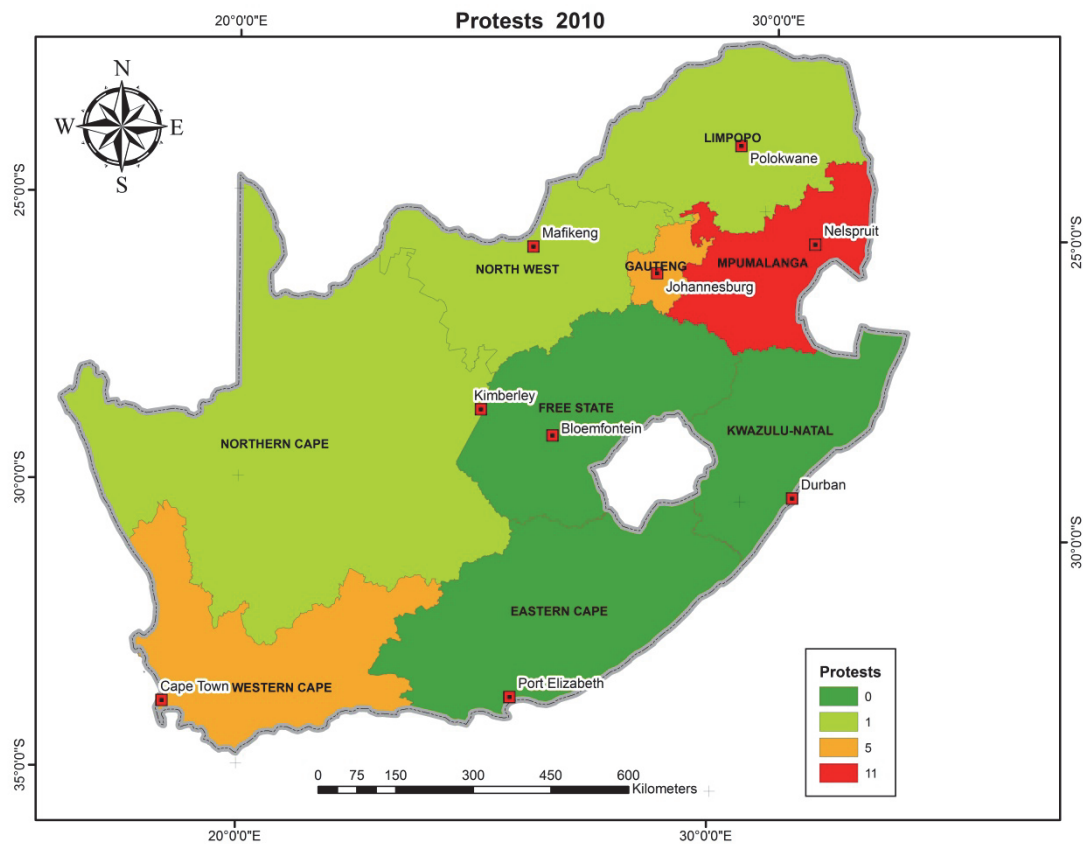 Protests 2010
20°0'0"E
30°0'0"E
N
W
E
S
25°0'0"S
25°0'0"S
30°0'0"S
30°0'0"S
35°0'0"S
LIMPOPO
Polokwane
Mafikeng
NORTH WEST
Nelspruit
GAUTENG
MPUMALANGA
Johannesburg
Kimberley
FREE STATE
Bloemfontein
KWAZULU-NATAL
NORTHERN CAPE
Durban
EASTERN CAPE
Cape Town
WESTERN CAPE
Port Elizabeth
Protests
0
1
5
11
0 75 150 300 450 600
Kilometers
20°0'0"E
30°0'0"E